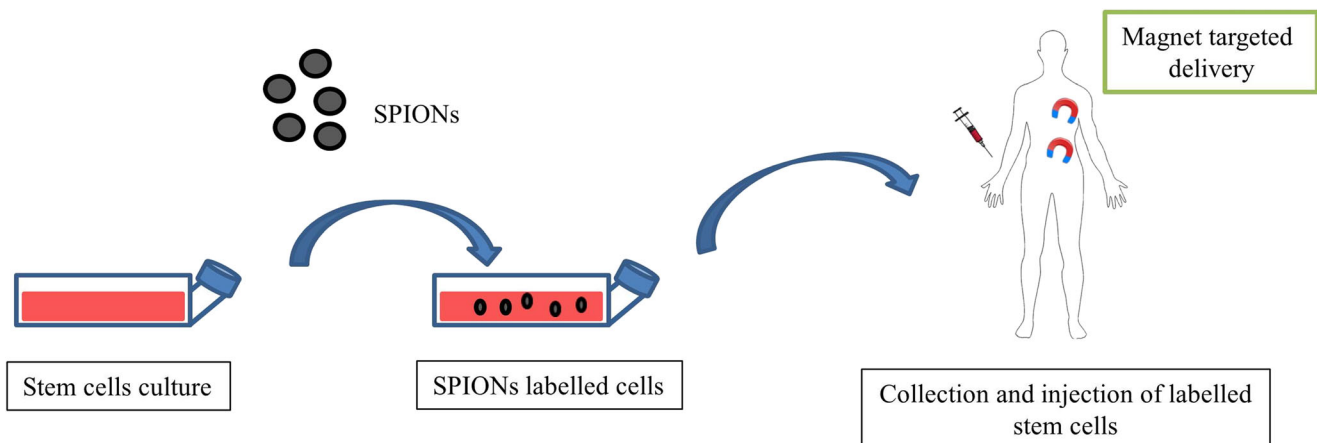 Magnet targeted
delivery
SPIONs
Stem cells culture
SPIONs labelled cells
Collection and injection of labelled
stem cells